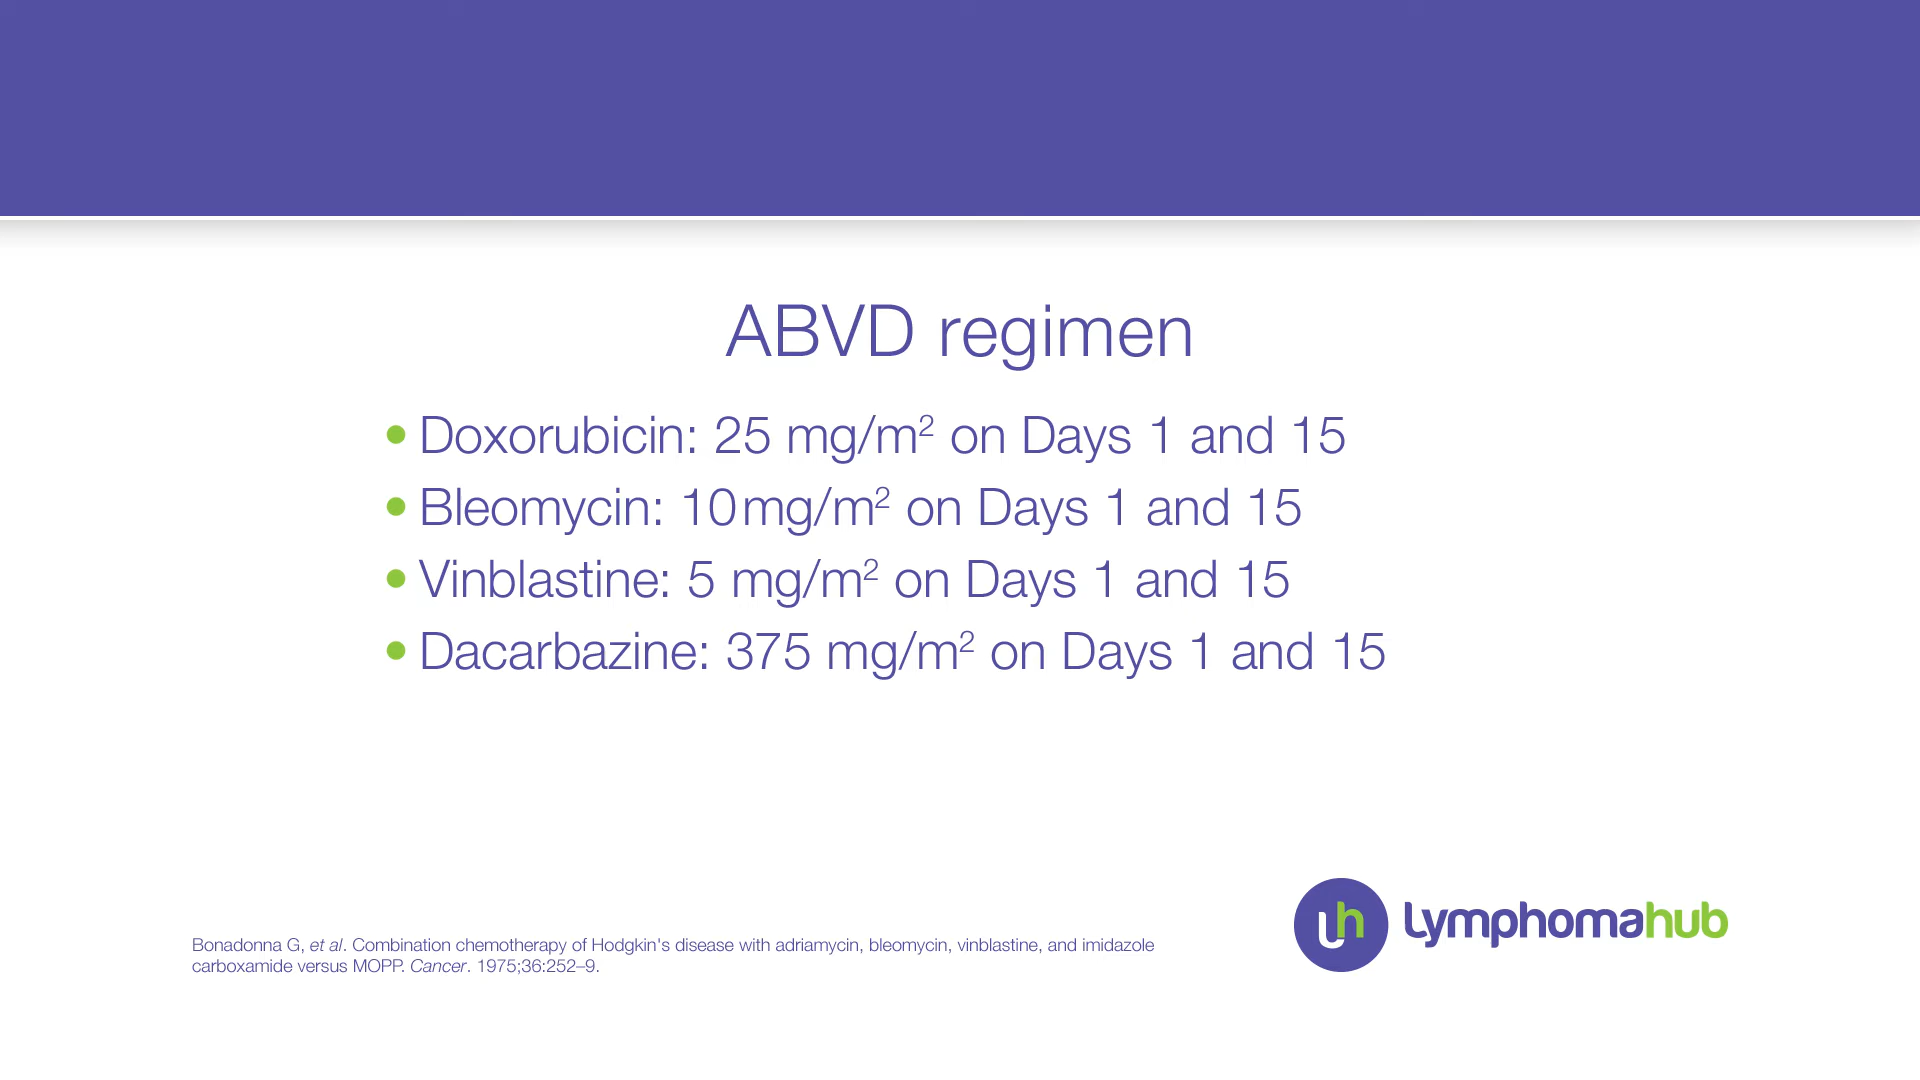 ABVD regimen
• Doxorubicin: 25 mg/m² on Days 1 and 15
• Bleomycin: 10 mg/m² on Days 1 and 15
• Vinblastine: 5 mg/m² on Days 1 and 15
• Dacarbazine: 375 mg/m² on Days 1 and 15
Bonadonna G, et al. Combination chemotherapy of Hodgkin's disease with adriamycin, bleomycin, vinblastine, and imidazole
carboxamide versus MOPP. Cancer. 1975;36:252–9.
lh lymphomahub